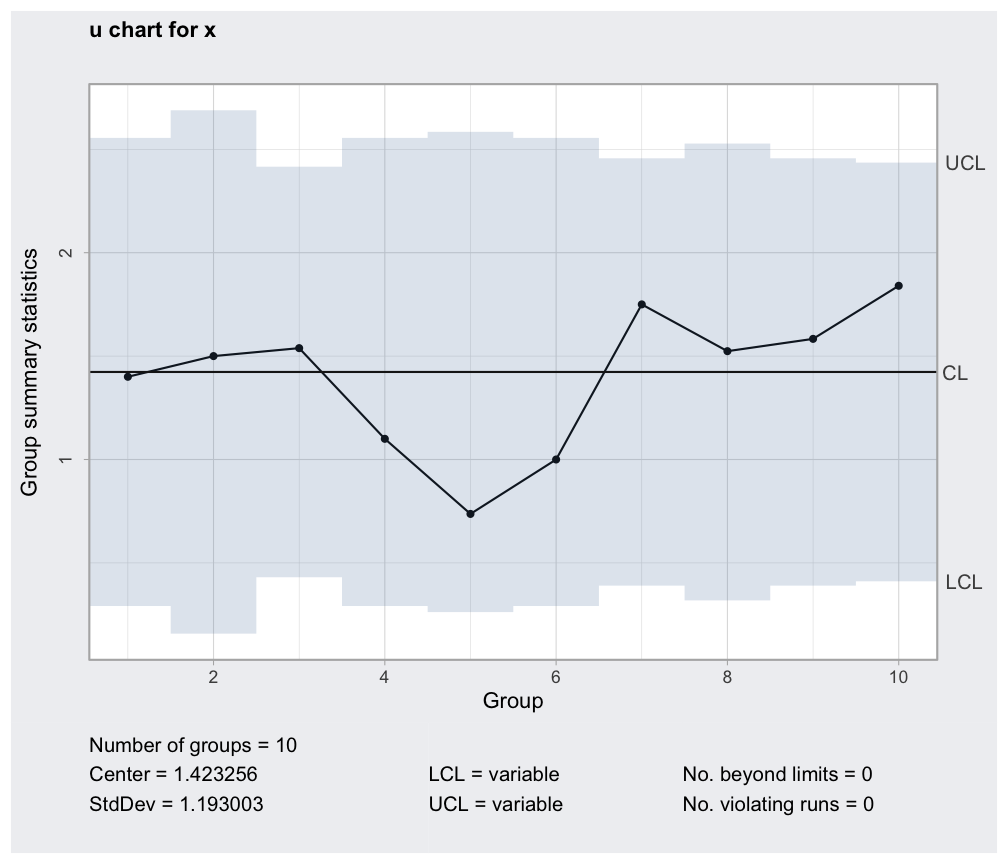 u chart for x
UCL
2
Group summary statistics
CL
1
LCL
2 4 6 8 10
Group
Number of groups = 10
Center = 1.423256 LCL = variable No. beyond limits = 0
StdDev = 1.193003 UCL = variable No. violating runs = 0